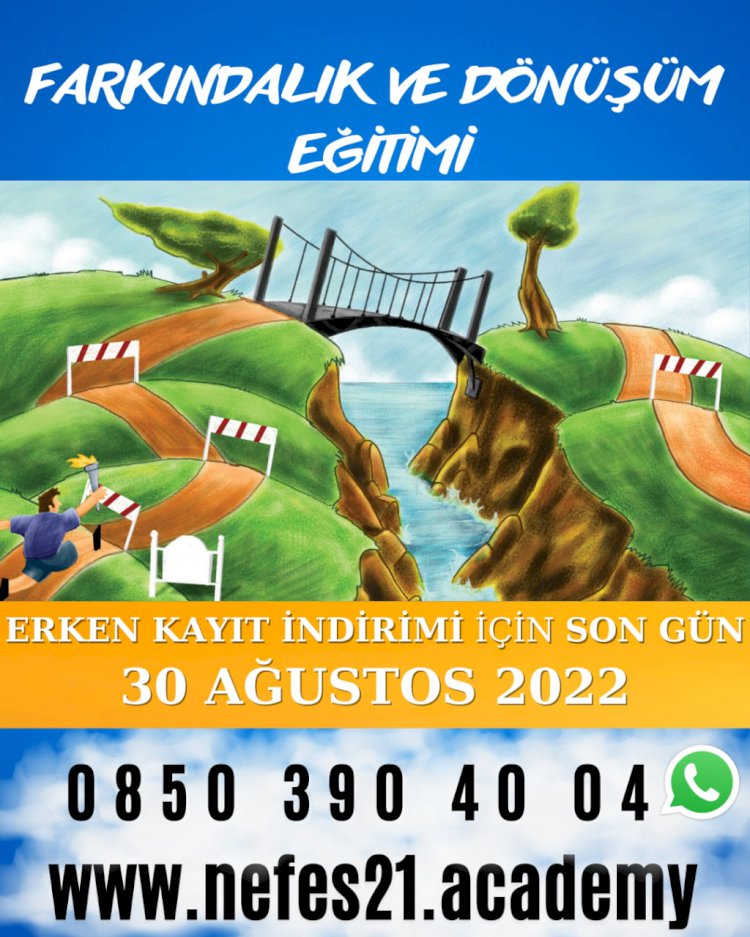 FARKINDALIK VE DÖNÜŞÜM
EĞİTİMİ
ERKEN KAYIT İNDİRİMİ İÇİN SON GÜN
30 AĞUSTOS 2022
0850 390 40 04
www.nefes21.academy